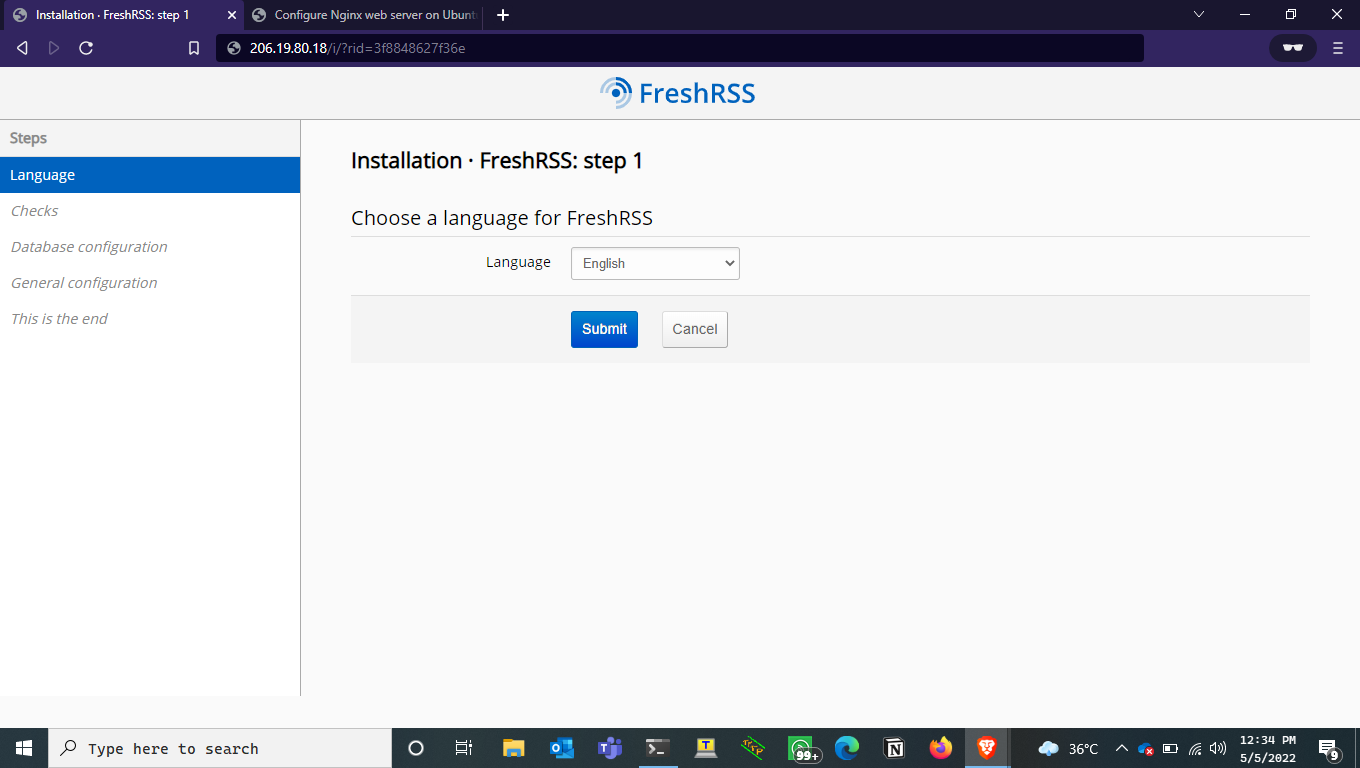 Installation · FreshRSS: step 1
Configure Nginx web server on Ubunt
206.19.80.18/i/?rid=3f8848627f36e
FreshRSS
Steps
Language
Checks
Database configuration
General configuration
This is the end
Installation · FreshRSS: step 1
Choose a language for FreshRSS
Language English
Submit Cancel
Type here to search
T
T
99+
N
36°C
12:34 PM
5/5/2022
9